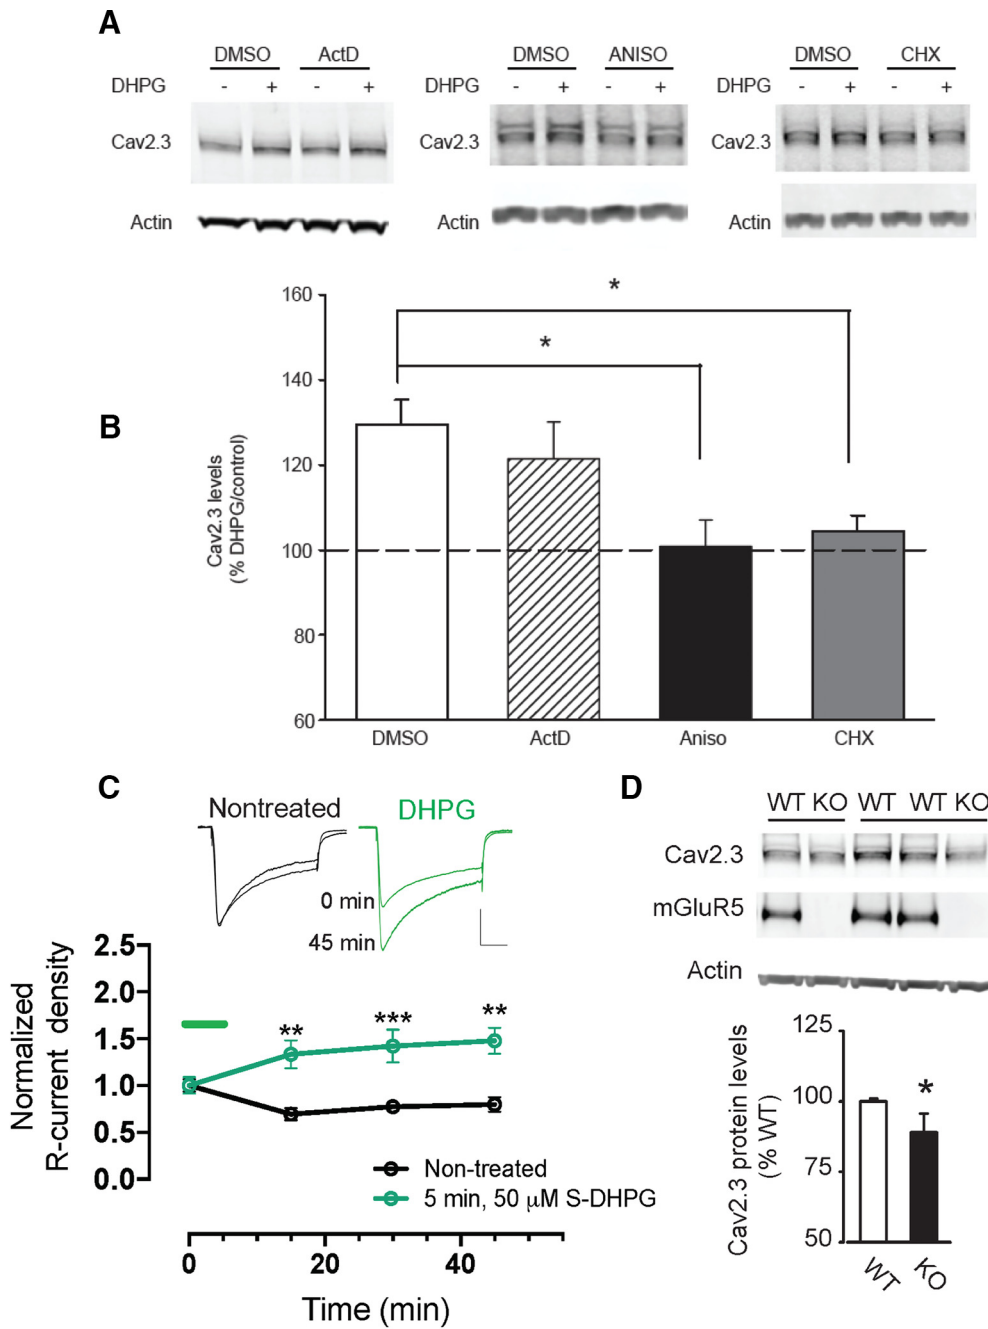 A
DMSO ActD DMSO ANISO DMSO CHX
DHPG - + - + DHPG - + - + DHPG - + - +
Cav2.3 Cav2.3 Cav2.3
Actin Actin Actin
B
Cav2.3 levels
(% DHPG/control)
160
140
120
100
80
60
* *
DMSO ActD Aniso CHX
C
Nontreated DHPG
0 min
45 min
Normalized
R-current density
2.5
2.0
1.5
1.0
0.5
0.0
** *** **
Non-treated
5 min, 50 µM S-DHPG
0 20 40
Time (min)
D
WT KO WT WT KO
Cav2.3
mGluR5
Actin
Cav2.3 protein levels
(% WT)
125
100
75
50
*
WT KO